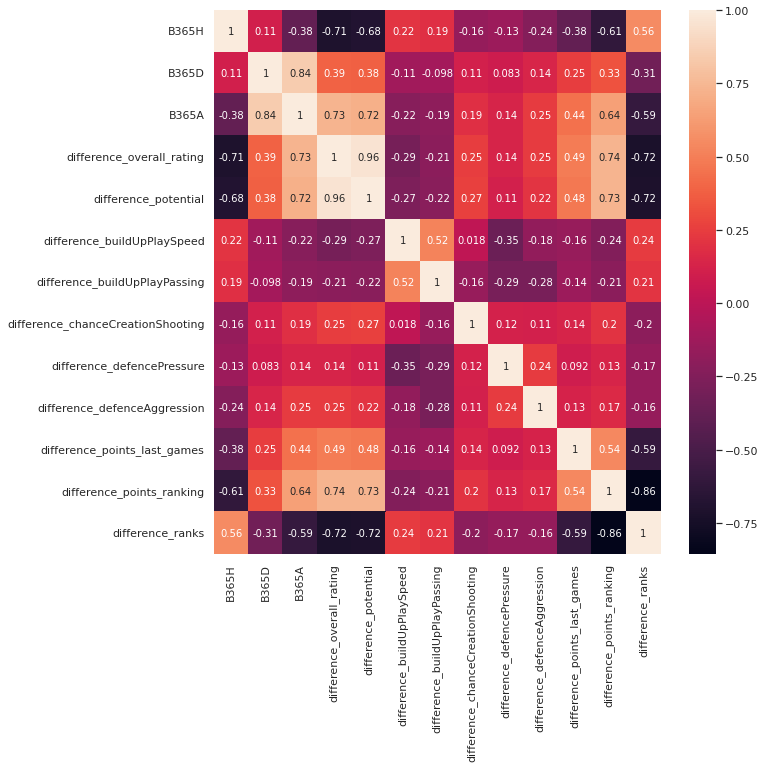 1.00
B365H 1 0.11 -0.38 -0.71 -0.68 0.22 0.19 -0.16 -0.13 -0.24 -0.38 -0.61 0.56
B365D 0.11 1 0.84 0.39 0.38 -0.11 -0.098 0.11 0.083 0.14 0.25 0.33 -0.31
0.75
B365A -0.38 0.84 1 0.73 0.72 -0.22 -0.19 0.19 0.14 0.25 0.44 0.64 -0.59
difference_overall_rating -0.71 0.39 0.73 1 0.96 -0.29 -0.21 0.25 0.14 0.25 0.49 0.74 -0.72
0.50
difference_potential -0.68 0.38 0.72 0.96 1 -0.27 -0.22 0.27 0.11 0.22 0.48 0.73 -0.72
difference_buildUpPlaySpeed 0.22 -0.11 -0.22 -0.29 -0.27 1 0.52 0.018 -0.35 -0.18 -0.16 -0.24 0.24
0.25
difference_buildUpPlayPassing 0.19 -0.098 -0.19 -0.21 -0.22 0.52 1 -0.16 -0.29 -0.28 -0.14 -0.21 0.21
0.00
difference_chanceCreationShooting -0.16 0.11 0.19 0.25 0.27 0.018 -0.16 1 0.12 0.11 0.14 0.2 -0.2
difference_defencePressure -0.13 0.083 0.14 0.14 0.11 -0.35 -0.29 0.12 1 0.24 0.092 0.13 -0.17
−0.25
difference_defenceAggression -0.24 0.14 0.25 0.25 0.22 -0.18 -0.28 0.11 0.24 1 0.13 0.17 -0.16
difference_points_last_games -0.38 0.25 0.44 0.49 0.48 -0.16 -0.14 0.14 0.092 0.13 1 0.54 -0.59
−0.50
difference_points_ranking -0.61 0.33 0.64 0.74 0.73 -0.24 -0.21 0.2 0.13 0.17 0.54 1 -0.86
−0.75
difference_ranks 0.56 -0.31 -0.59 -0.72 -0.72 0.24 0.21 -0.2 -0.17 -0.16 -0.59 -0.86 1
B365H
B365D
B365A
difference_overall_rating
difference_potential
difference_buildUpPlaySpeed
difference_buildUpPlayPassing
difference_chanceCreationShooting
difference_defencePressure
difference_defenceAggression
difference_points_last_games
difference_points_ranking
difference_ranks